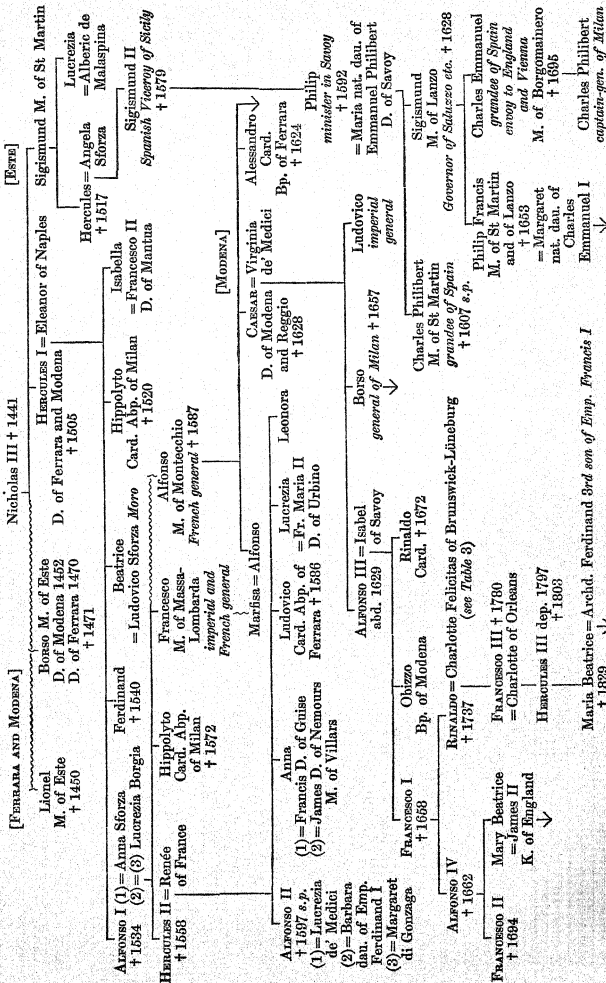 [FERRARA AND MODENA]
Nicholas III † 1441
[ESTE]
Lionel
M. of Este
† 1450
BORSO M. of Este
D. of Modena 1452
D. of Ferrara 1470
† 1471
HERCULES I = Eleanor of Naples
D. of Ferrara and Modena
† 1505
Sigismund M. of St Martin
Hercules = Angela
† 1517 Sforza
Lucrezia
= Alberic de
Malaspina
ALFONSO I (1) = Anna Sforza
† 1534 (2) = (3) Lucrezia Borgia
Ferdinand
† 1540
Beatrice
= Ludovico Sforza Moro
Hippolyto
Card. Abp. of Milan
† 1520
Isabella
= Francesco II
D. of Mantua
Sigismund II
Spanish Viceroy of Sicily
† 1579
HERCULES II = Renée
† 1558 of France
Hippolyto
Card. Abp.
of Milan
† 1572
Francesco
M. of Massa-
Lombarda
imperial and
French general
Alfonso
M. of Montecchio
French general † 1587
[MODENA]
Marfisa = Alfonso
CAESAR = Virginia
D. of Modena de' Medici
and Reggio
† 1628
Alessandro
Card.
Bp. of Ferrara
† 1624
Philip
minister in Savoy
† 1592
= Maria nat. dau. of
Emmanuel Philibert
D. of Savoy
ALFONSO II
† 1597 s.p.
(1) = Lucrezia
de' Medici
(2) = Barbara
dau. of Emp.
Ferdinand I
(3) = Margaret
di Gonzaga
Anna
(1) = Francis D. of Guise
(2) = James D. of Nemours
M. of Villars
Ludovico
Card. Abp. of
Ferrara † 1586
Lucrezia
= Fr. Maria II
D. of Urbino
Leonora
ALFONSO III = Isabel
abd. 1629 of Savoy
Borso
general of Milan † 1657
Ludovico
imperial
general
Charles Philibert
M. of St Martin
grandee of Spain
† 1607 s.p.
Sigismund
M. of Lanzo
Governor of Saluzzo etc. † 1628
FRANCESCO I
† 1658
Obizzo
Bp. of Modena
Rinaldo
Card. † 1672
Philip Francis
M. of St Martin
and of Lanzo
† 1653
= Margaret
nat. dau. of
Charles
Emmanuel I
Charles Emmanuel
grandee of Spain
envoy to England
and Vienna
M. of Borgomainero
† 1695
ALFONSO IV
† 1662
RINALDO = Charlotte Felicitas of Brunswick-Lüneburg
† 1737 (see Table 3)
Charles Philibert
captain-gen. of Milan
FRANCESCO II
† 1694
Mary Beatrice
= James II
K. of England
FRANCESCO III † 1780
= Charlotte of Orleans
HERCULES III dep. 1797
† 1803
Maria Beatrice = Archd. Ferdinand 3rd son of Emp. Francis I
† 1829